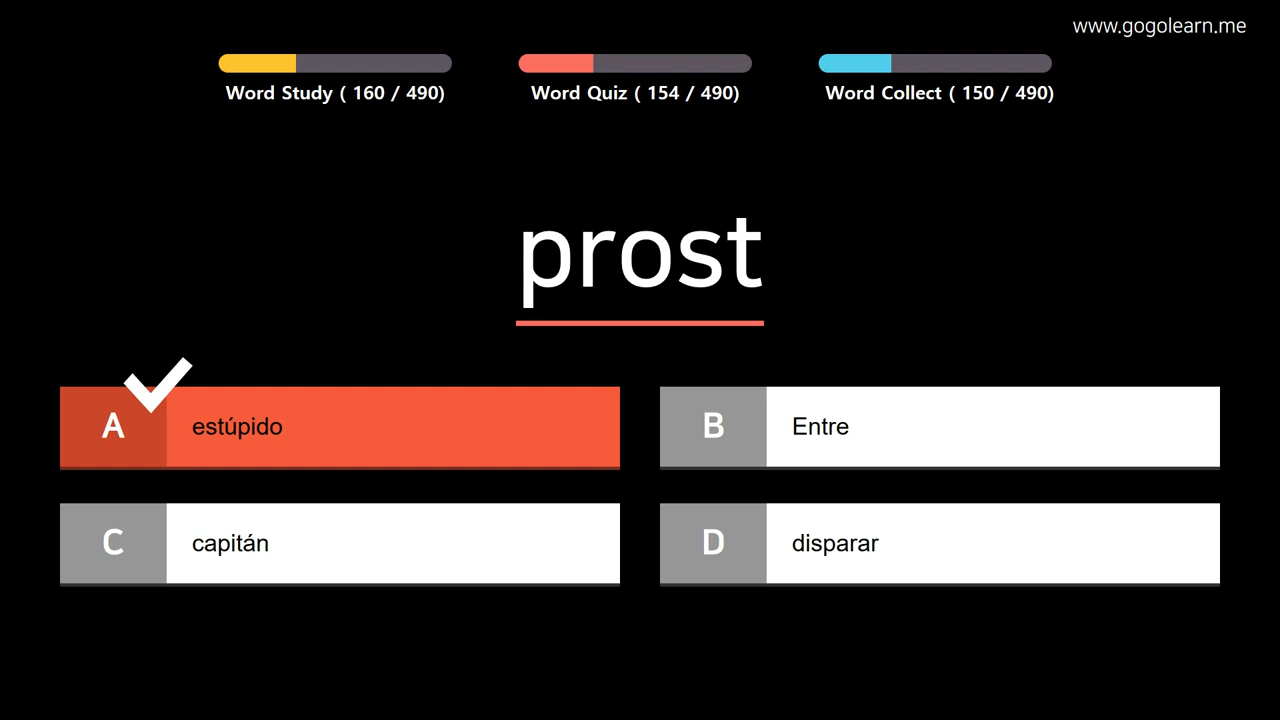 www.gogolearn.me
Word Study ( 160 / 490)
Word Quiz ( 154 / 490)
Word Collect ( 150 / 490)
prost
A estúpido
B Entre
C capitán
D disparar